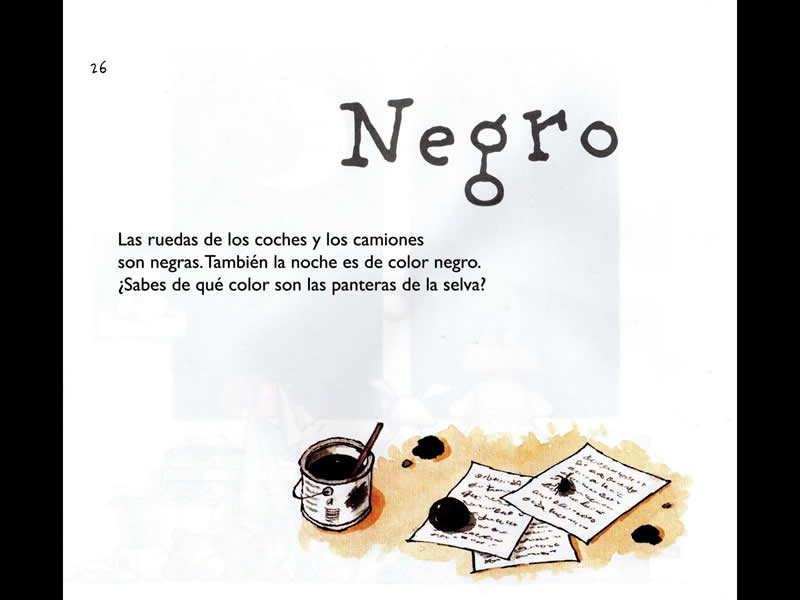 26
Negro
Las ruedas de los coches y los camiones
son negras. También la noche es de color negro.
¿Sabes de qué color son las panteras de la selva?